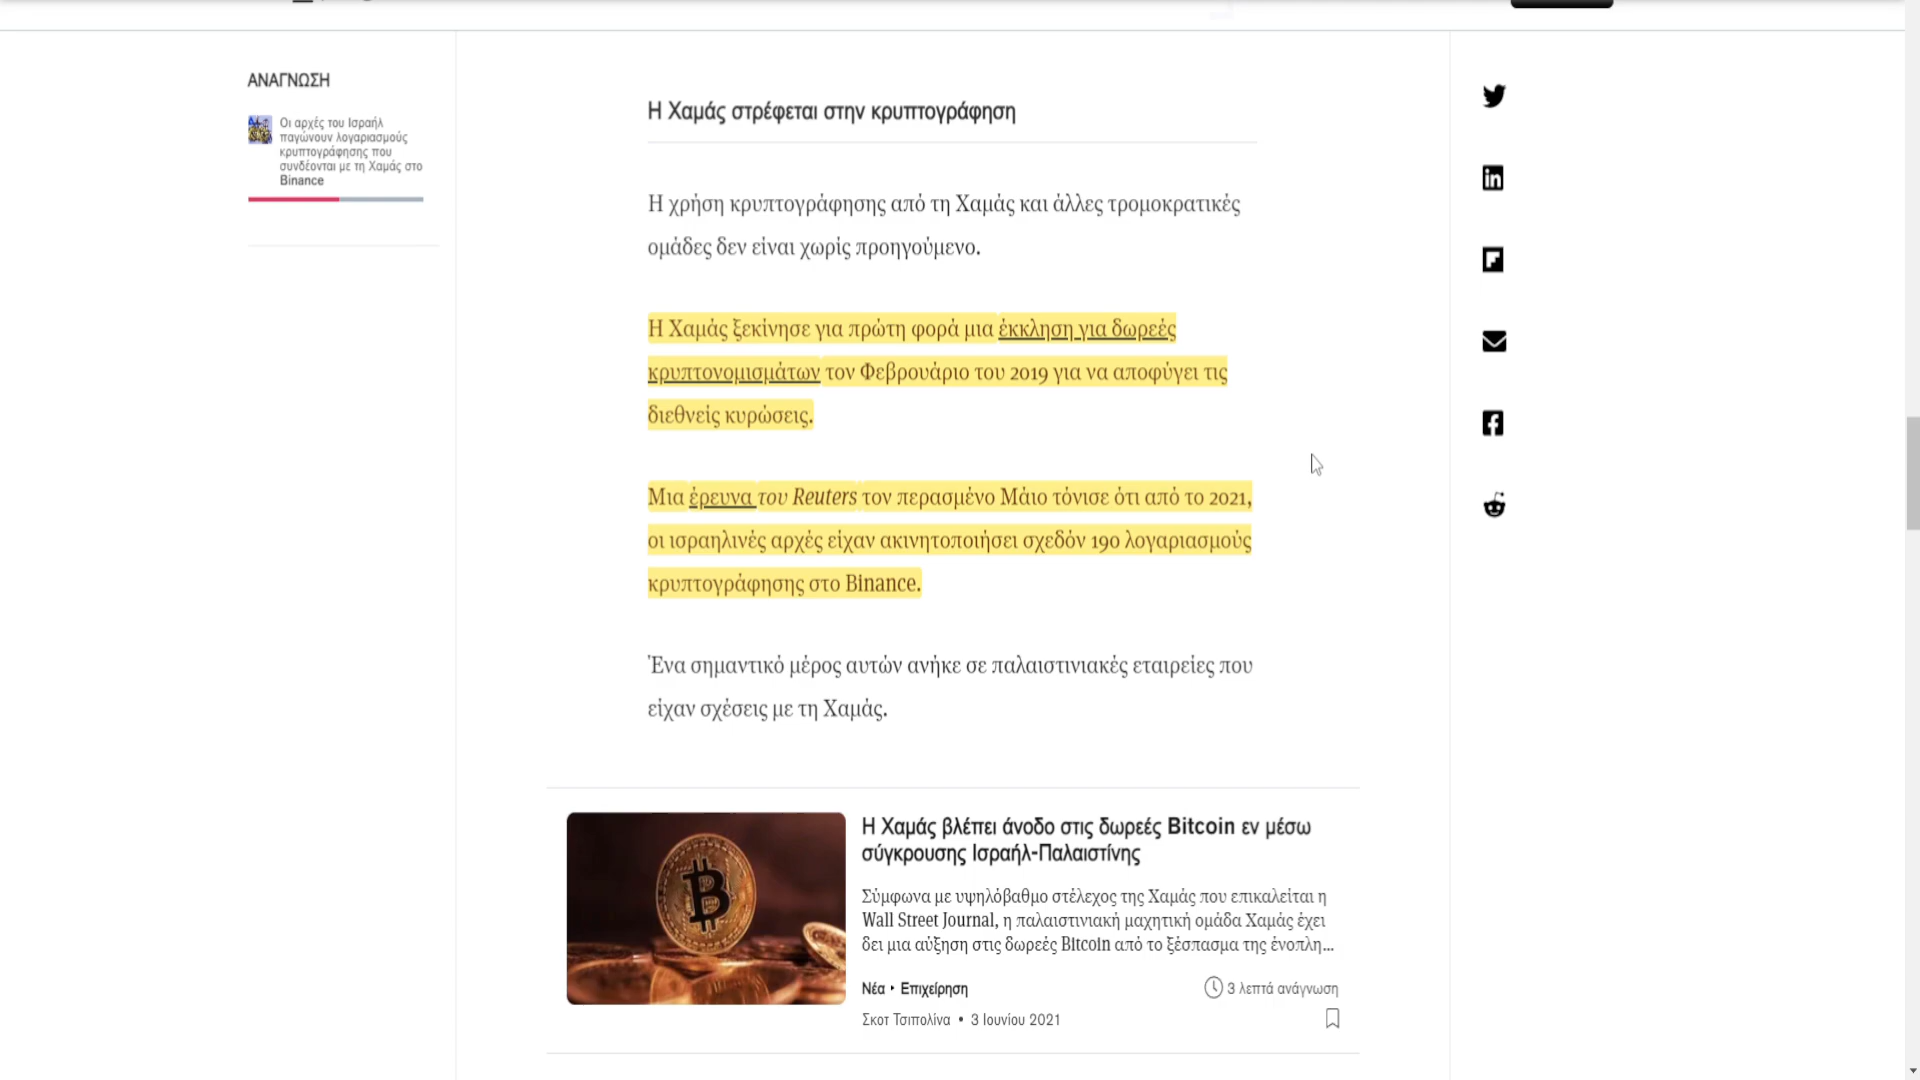 ΑΝΑΓΝΩΣΗ
Οι αρχές του Ισραήλ
παγώνουν λογαριασμούς
κρυπτογράφησης που
συνδέονται με τη Χαμάς στο
Binance
Η Χαμάς στρέφεται στην κρυπτογράφηση
Η χρήση κρυπτογράφησης από τη Χαμάς και άλλες τρομοκρατικές
ομάδες δεν είναι χωρίς προηγούμενο.
Η Χαμάς ξεκίνησε για πρώτη φορά μια έκκληση για δωρεές
κρυπτονομισμάτων τον Φεβρουάριο του 2019 για να αποφύγει τις
διεθνείς κυρώσεις.
Μια έρευνα του Reuters τον περασμένο Μάιο τόνισε ότι από το 2021,
οι ισραηλινές αρχές είχαν ακινητοποιήσει σχεδόν 190 λογαριασμούς
κρυπτογράφησης στο Binance.
Ένα σημαντικό μέρος αυτών ανήκε σε παλαιστινιακές εταιρείες που
είχαν σχέσεις με τη Χαμάς.
Η Χαμάς βλέπει άνοδο στις δωρεές Bitcoin εν μέσω
σύγκρουσης Ισραήλ-Παλαιστίνης
Σύμφωνα με υψηλόβαθμο στέλεχος της Χαμάς που επικαλείται η
Wall Street Journal, η παλαιστινιακή μαχητική ομάδα Χαμάς έχει
δει μια αύξηση στις δωρεές Bitcoin από το ξέσπασμα της ένοπλη...
Νέα • Επιχείρηση
3 λεπτά ανάγνωση
Σκοτ Τσιπολίνα • 3 Ιουνίου 2021